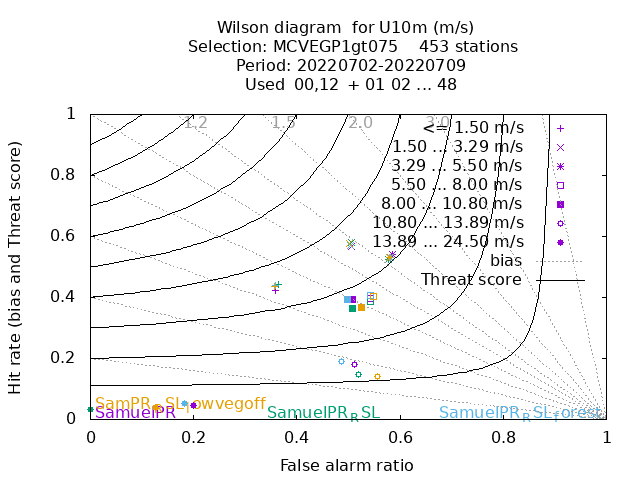 Wilson diagram  for U10m (m/s)
Selection: MCVEGP1gt075    453 stations
Period: 20220702-20220709
Used  00,12  + 01 02 ... 48
Hit rate (bias and Threat score)
1
0.8
0.6
0.4
0.2
0
1.2
1.5
2.0
3.0
<= 1.50 m/s
1.50 ... 3.29 m/s
3.29 ... 5.50 m/s
5.50 ... 8.00 m/s
8.00 ... 10.80 m/s
10.80 ... 13.89 m/s
13.89 ... 24.50 m/s
bias
Threat score
SamPR_RSL_lowvegoff
SamuelPR
SamuelPR_RSL
SamuelPR_RSL_forest
0
0.2
0.4
0.6
0.8
1
False alarm ratio